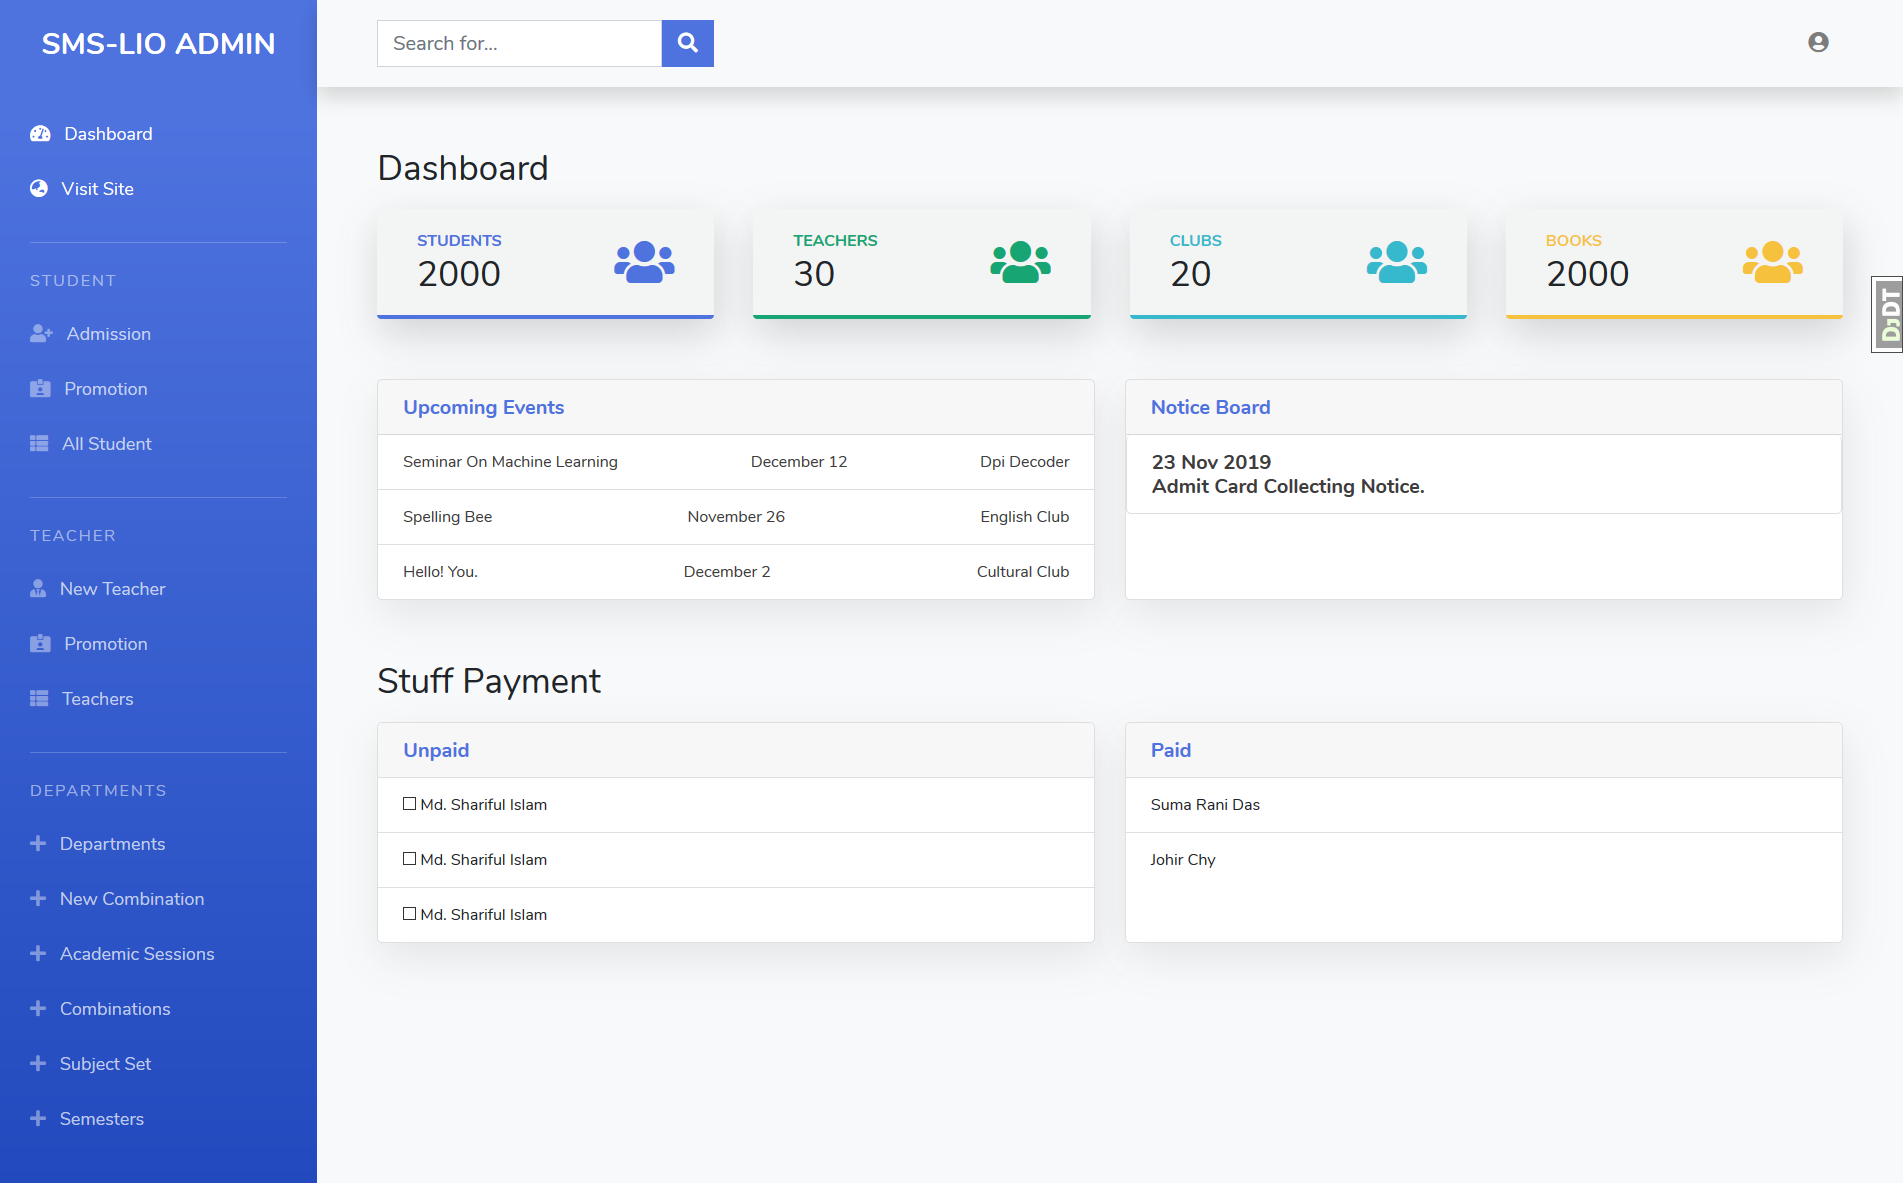 SMS-LIO ADMIN
Dashboard
Visit Site
STUDENT
Admission
Promotion
All Student
TEACHER
New Teacher
Promotion
Teachers
DEPARTMENTS
Departments
New Combination
Academic Sessions
Combinations
Subject Set
Semesters
Search for...
Dashboard
STUDENTS
2000
TEACHERS
30
CLUBS
20
BOOKS
2000
DJDT
Upcoming Events
Seminar On Machine Learning December 12 Dpi Decoder
Spelling Bee November 26 English Club
Hello! You. December 2 Cultural Club
Notice Board
23 Nov 2019
Admit Card Collecting Notice.
Stuff Payment
Unpaid
Md. Shariful Islam
Md. Shariful Islam
Md. Shariful Islam
Paid
Suma Rani Das
Johir Chy